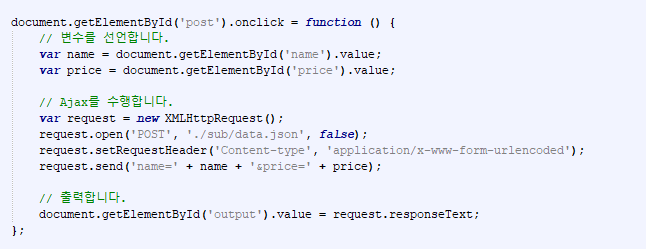 document.getElementById('post').onclick = function () {
// 변수를 선언합니다.
var name = document.getElementById('name').value;
var price = document.getElementById('price').value;
// Ajax를 수행합니다.
var request = new XMLHttpRequest();
request.open('POST', './sub/data.json', false);
request.setRequestHeader('Content-type', 'application/x-www-form-urlencoded');
request.send('name=' + name + '&price=' + price);
// 출력합니다.
document.getElementById('output').value = request.responseText;
};